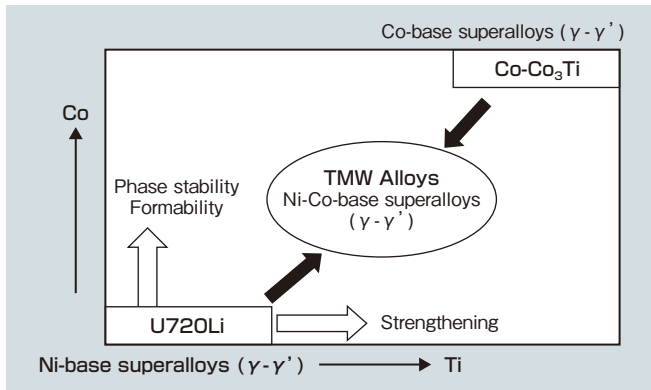 Co-base superalloys (γ-γ')
Co-Co₃Ti
Co
TMW Alloys
Ni-Co-base superalloys
(γ-γ')
Phase stability
Formability
U720Li
Strengthening
Ni-base superalloys (γ-γ')
Ti